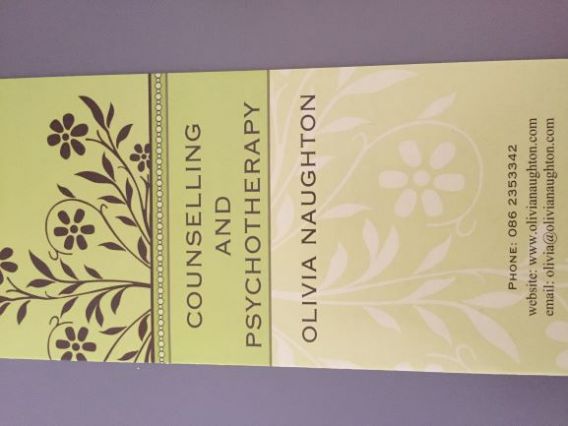 COUNSELLING
AND
PSYCHOTHERAPY
OLIVIA NAUGHTON
PHONE: 086 2353342
website: www.olivianaughton.com
email: olivia@olivianaughton.com